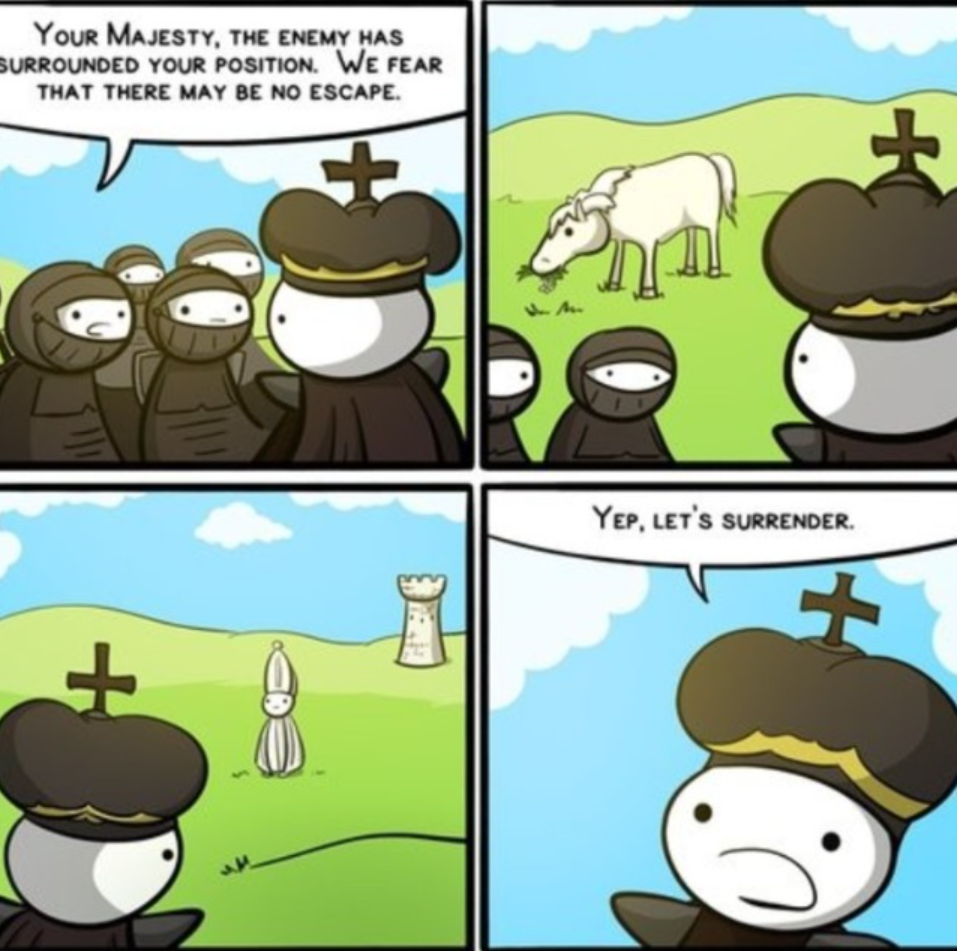 YOUR MAJESTY, THE ENEMY HAS
SURROUNDED YOUR POSITION. WE FEAR
THAT THERE MAY BE NO ESCAPE.
YEP, LET'S SURRENDER.